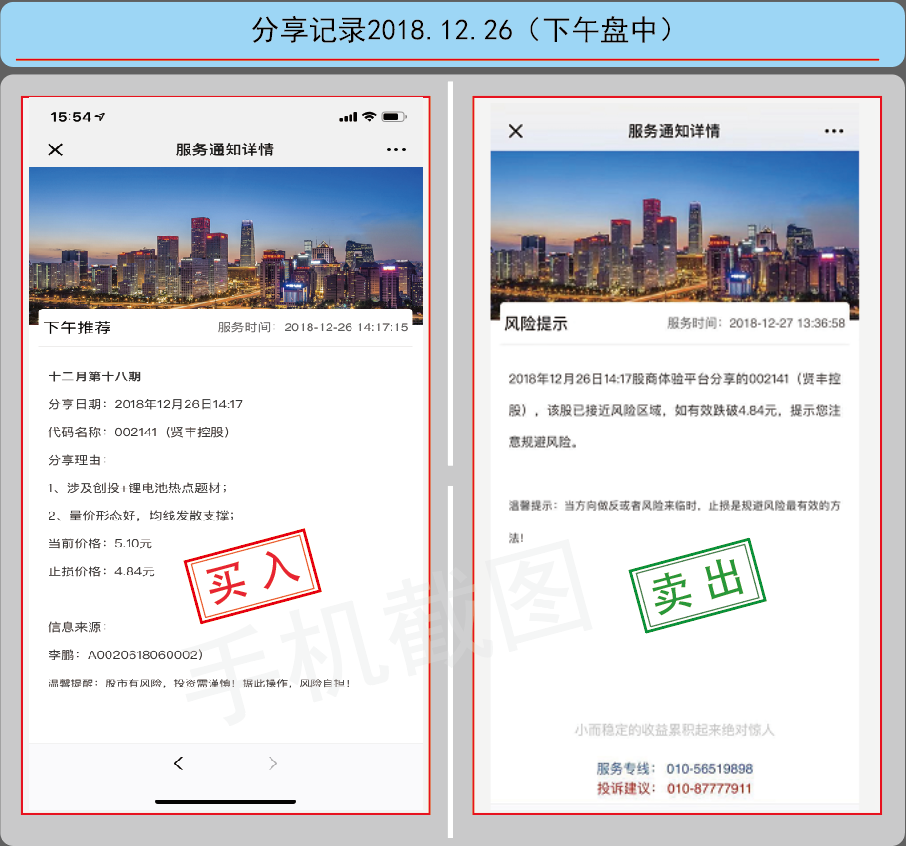 分享记录2018.12.26（下午盘中）
15:54
服务通知详情
下午推荐
服务时间： 2018-12-26 14:17:15
十二月第十八期
分享日期：2018年12月26日14:17
代码名称：002141（贤丰控股）
分享理由：
1、涉及创投+锂电池热点题材；
2、量价形态好，均线发散支撑；
当前价格：5.10元
止损价格：4.84元
买入
信息来源：
李鹏：A0020618060002）
温馨提醒：股市有风险，投资需谨慎！据此操作，风险自担！
服务通知详情
风险提示
服务时间： 2018-12-27 13:36:58
2018年12月26日14:17股商体验平台分享的002141（贤丰控
股），该股已接近风险区域，如有效跌破4.84元，提示您注
意规避风险。
温馨提示：当方向做反或者风险来临时，止损是规避风险最有效的方
法！
卖出
小而稳定的收益累积起来绝对惊人
服务专线： 010-56519898
投诉建议： 010-87777911
手机截图